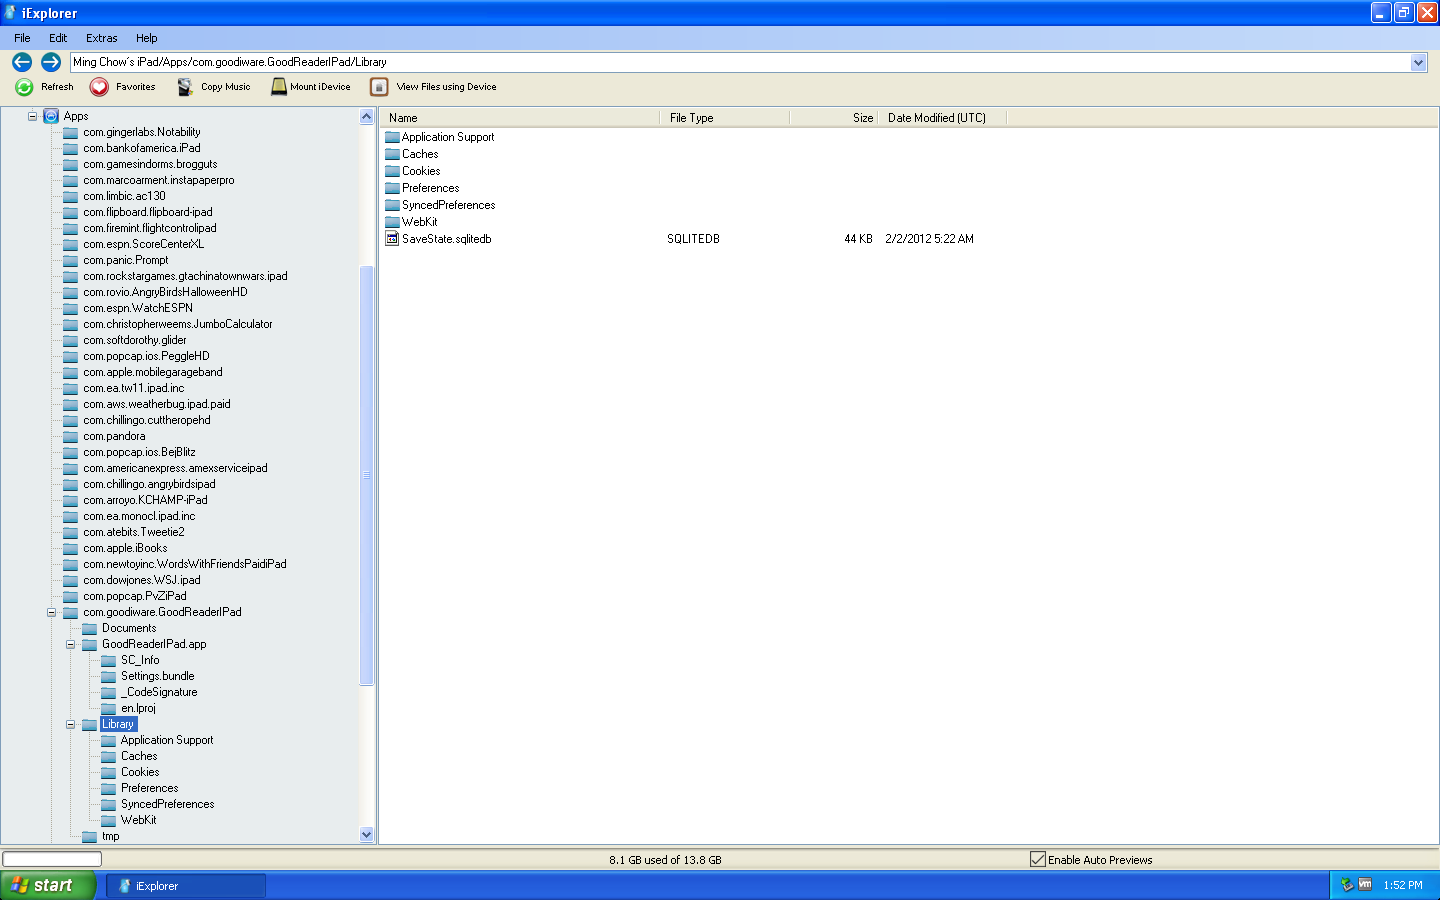 iExplorer
File Edit Extras Help
Ming Chow's iPad/Apps/com.goodiware.GoodReaderIPad/Library
Refresh Favorites Copy Music Mount iDevice View Files using Device
Apps
com.gingerlabs.Notability
com.bankofamerica.iPad
com.gamesindorms.brogguts
com.marcoarment.instapaperpro
com.limbic.ac130
com.flipboard.flipboard-ipad
com.firemint.flightcontrolipad
com.espn.ScoreCenterXL
com.panic.Prompt
com.rockstargames.gtachinatownwars.ipad
com.rovio.AngryBirdsHalloweenHD
com.espn.WatchESPN
com.christopherweems.JumboCalculator
com.softdorothy.glider
com.popcap.ios.PeggleHD
com.apple.mobilegarageband
com.ea.tw11.ipad.inc
com.aws.weatherbug.ipad.paid
com.chillingo.cuttheropehd
com.pandora
com.popcap.ios.BejBlitz
com.americanexpress.amexserviceipad
com.chillingo.angrybirdsipad
com.arroyo.KCHAMP-iPad
com.ea.monocl.ipad.inc
com.atebits.Tweetie2
com.apple.iBooks
com.newtoyinc.WordsWithFriendsPaidiPad
com.dowjones.WSJ.ipad
com.popcap.PvZiPad
com.goodiware.GoodReaderIPad
Documents
GoodReaderIPad.app
SC_Info
Settings.bundle
_CodeSignature
en.lproj
Library
Application Support
Caches
Cookies
Preferences
SyncedPreferences
WebKit
tmp
Name File Type Size Date Modified (UTC)
Application Support
Caches
Cookies
Preferences
SyncedPreferences
WebKit
SaveState.sqlitedb SQLITEDB 44 KB 2/2/2012 5:22 AM
8.1 GB used of 13.8 GB Enable Auto Previews
start iExplorer vm 1:52 PM